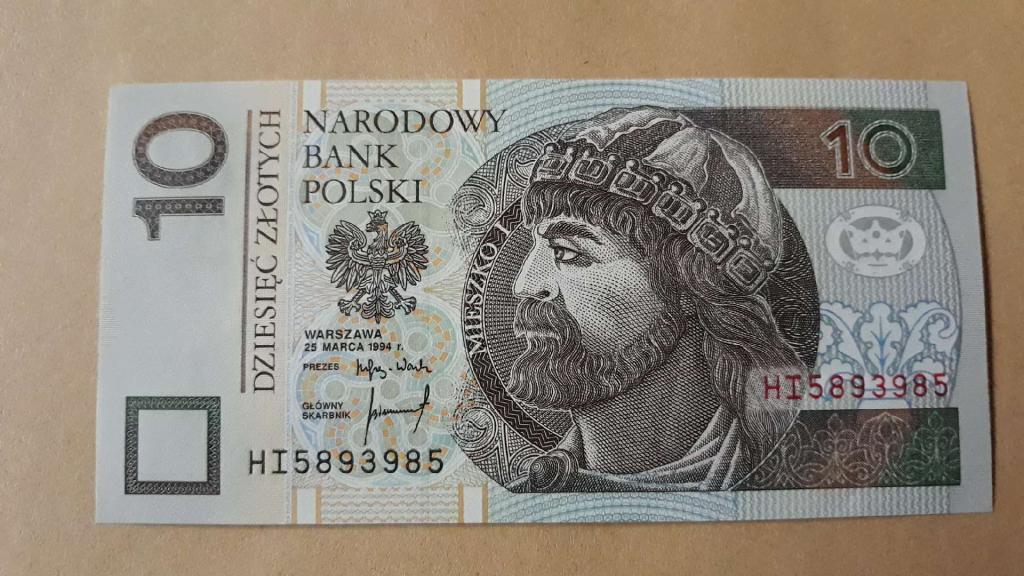 10
DZIESIĘĆ ZŁOTYCH
NARODOWY
BANK
POLSKI
WARSZAWA
25 MARCA 1994 r.
PREZES
GŁÓWNY
SKARBNIK
HI5893985
MIESZKO I
10
HI5893985